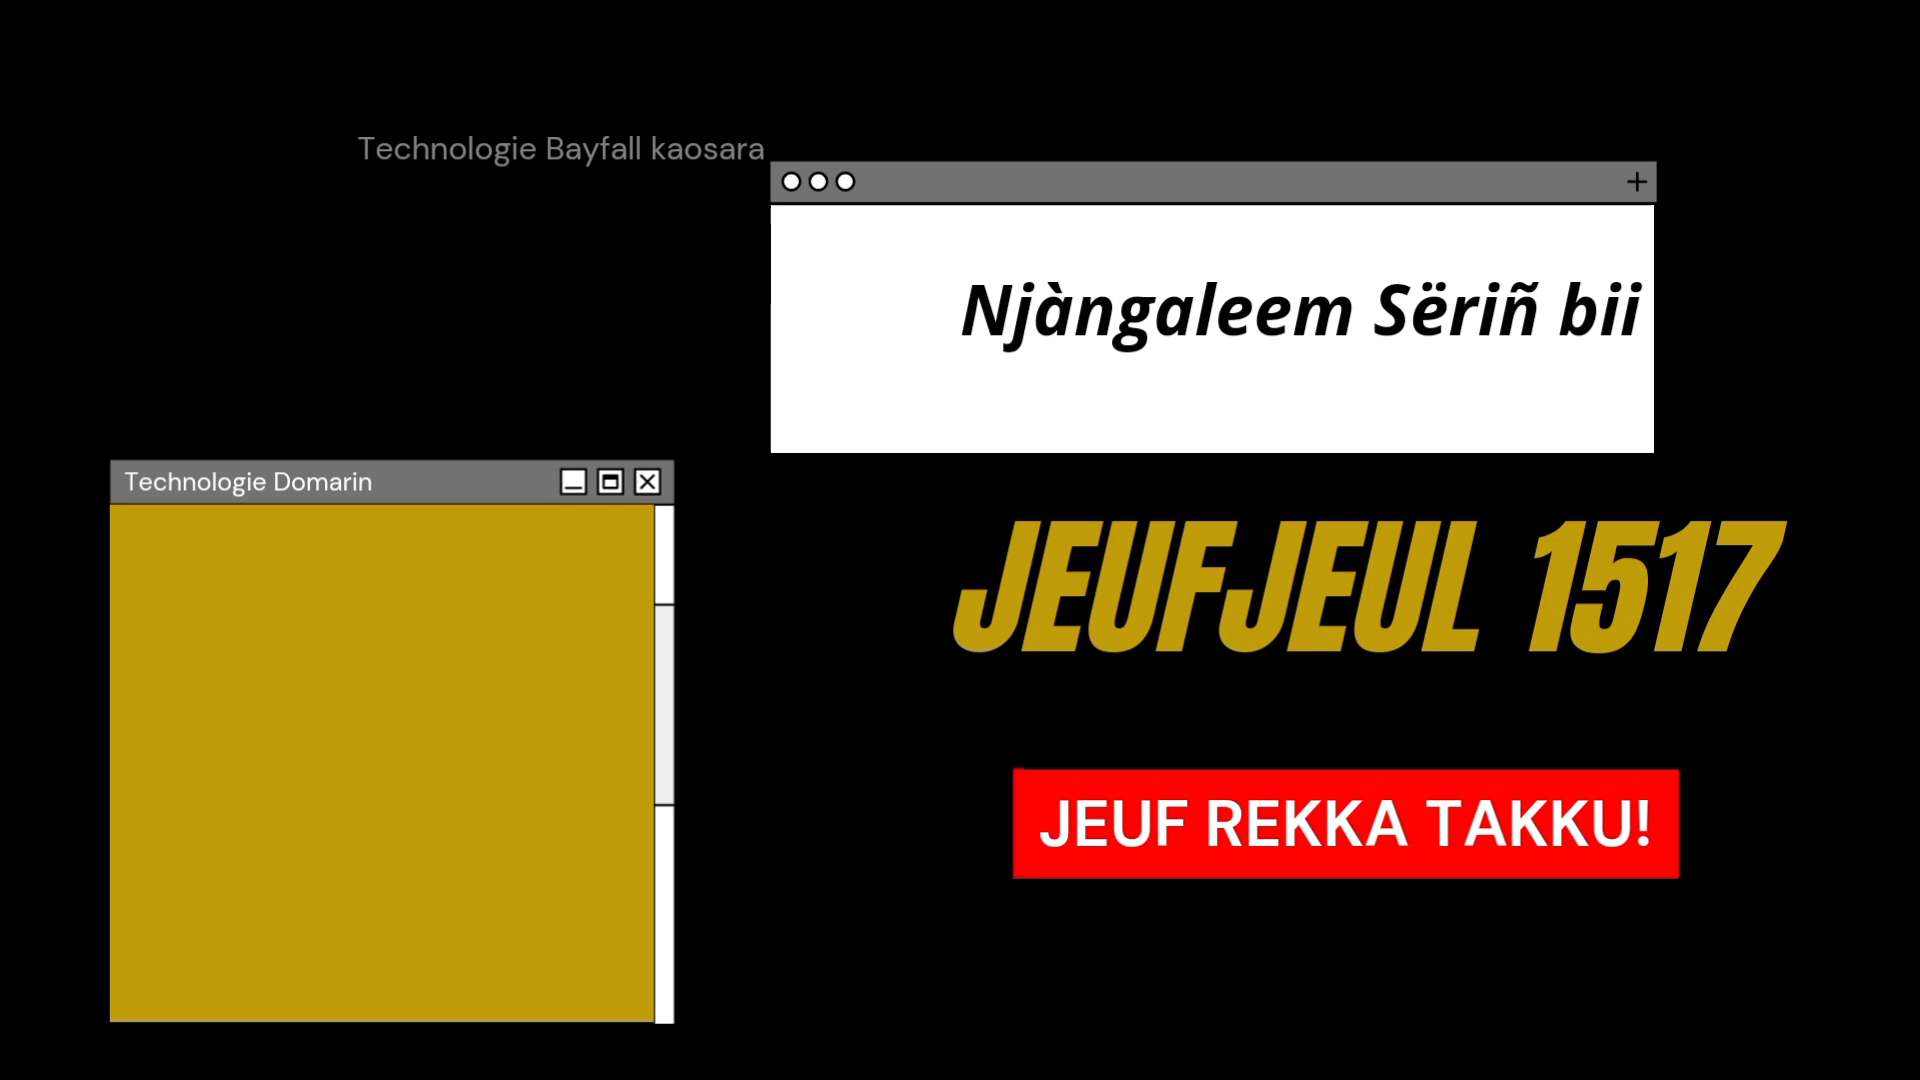 Technologie Bayfall kaosara
Njàngaleem Sëriñ bii
Technologie Domarin
JEUFJEUL 1517
JEUF REKKA TAKKU!